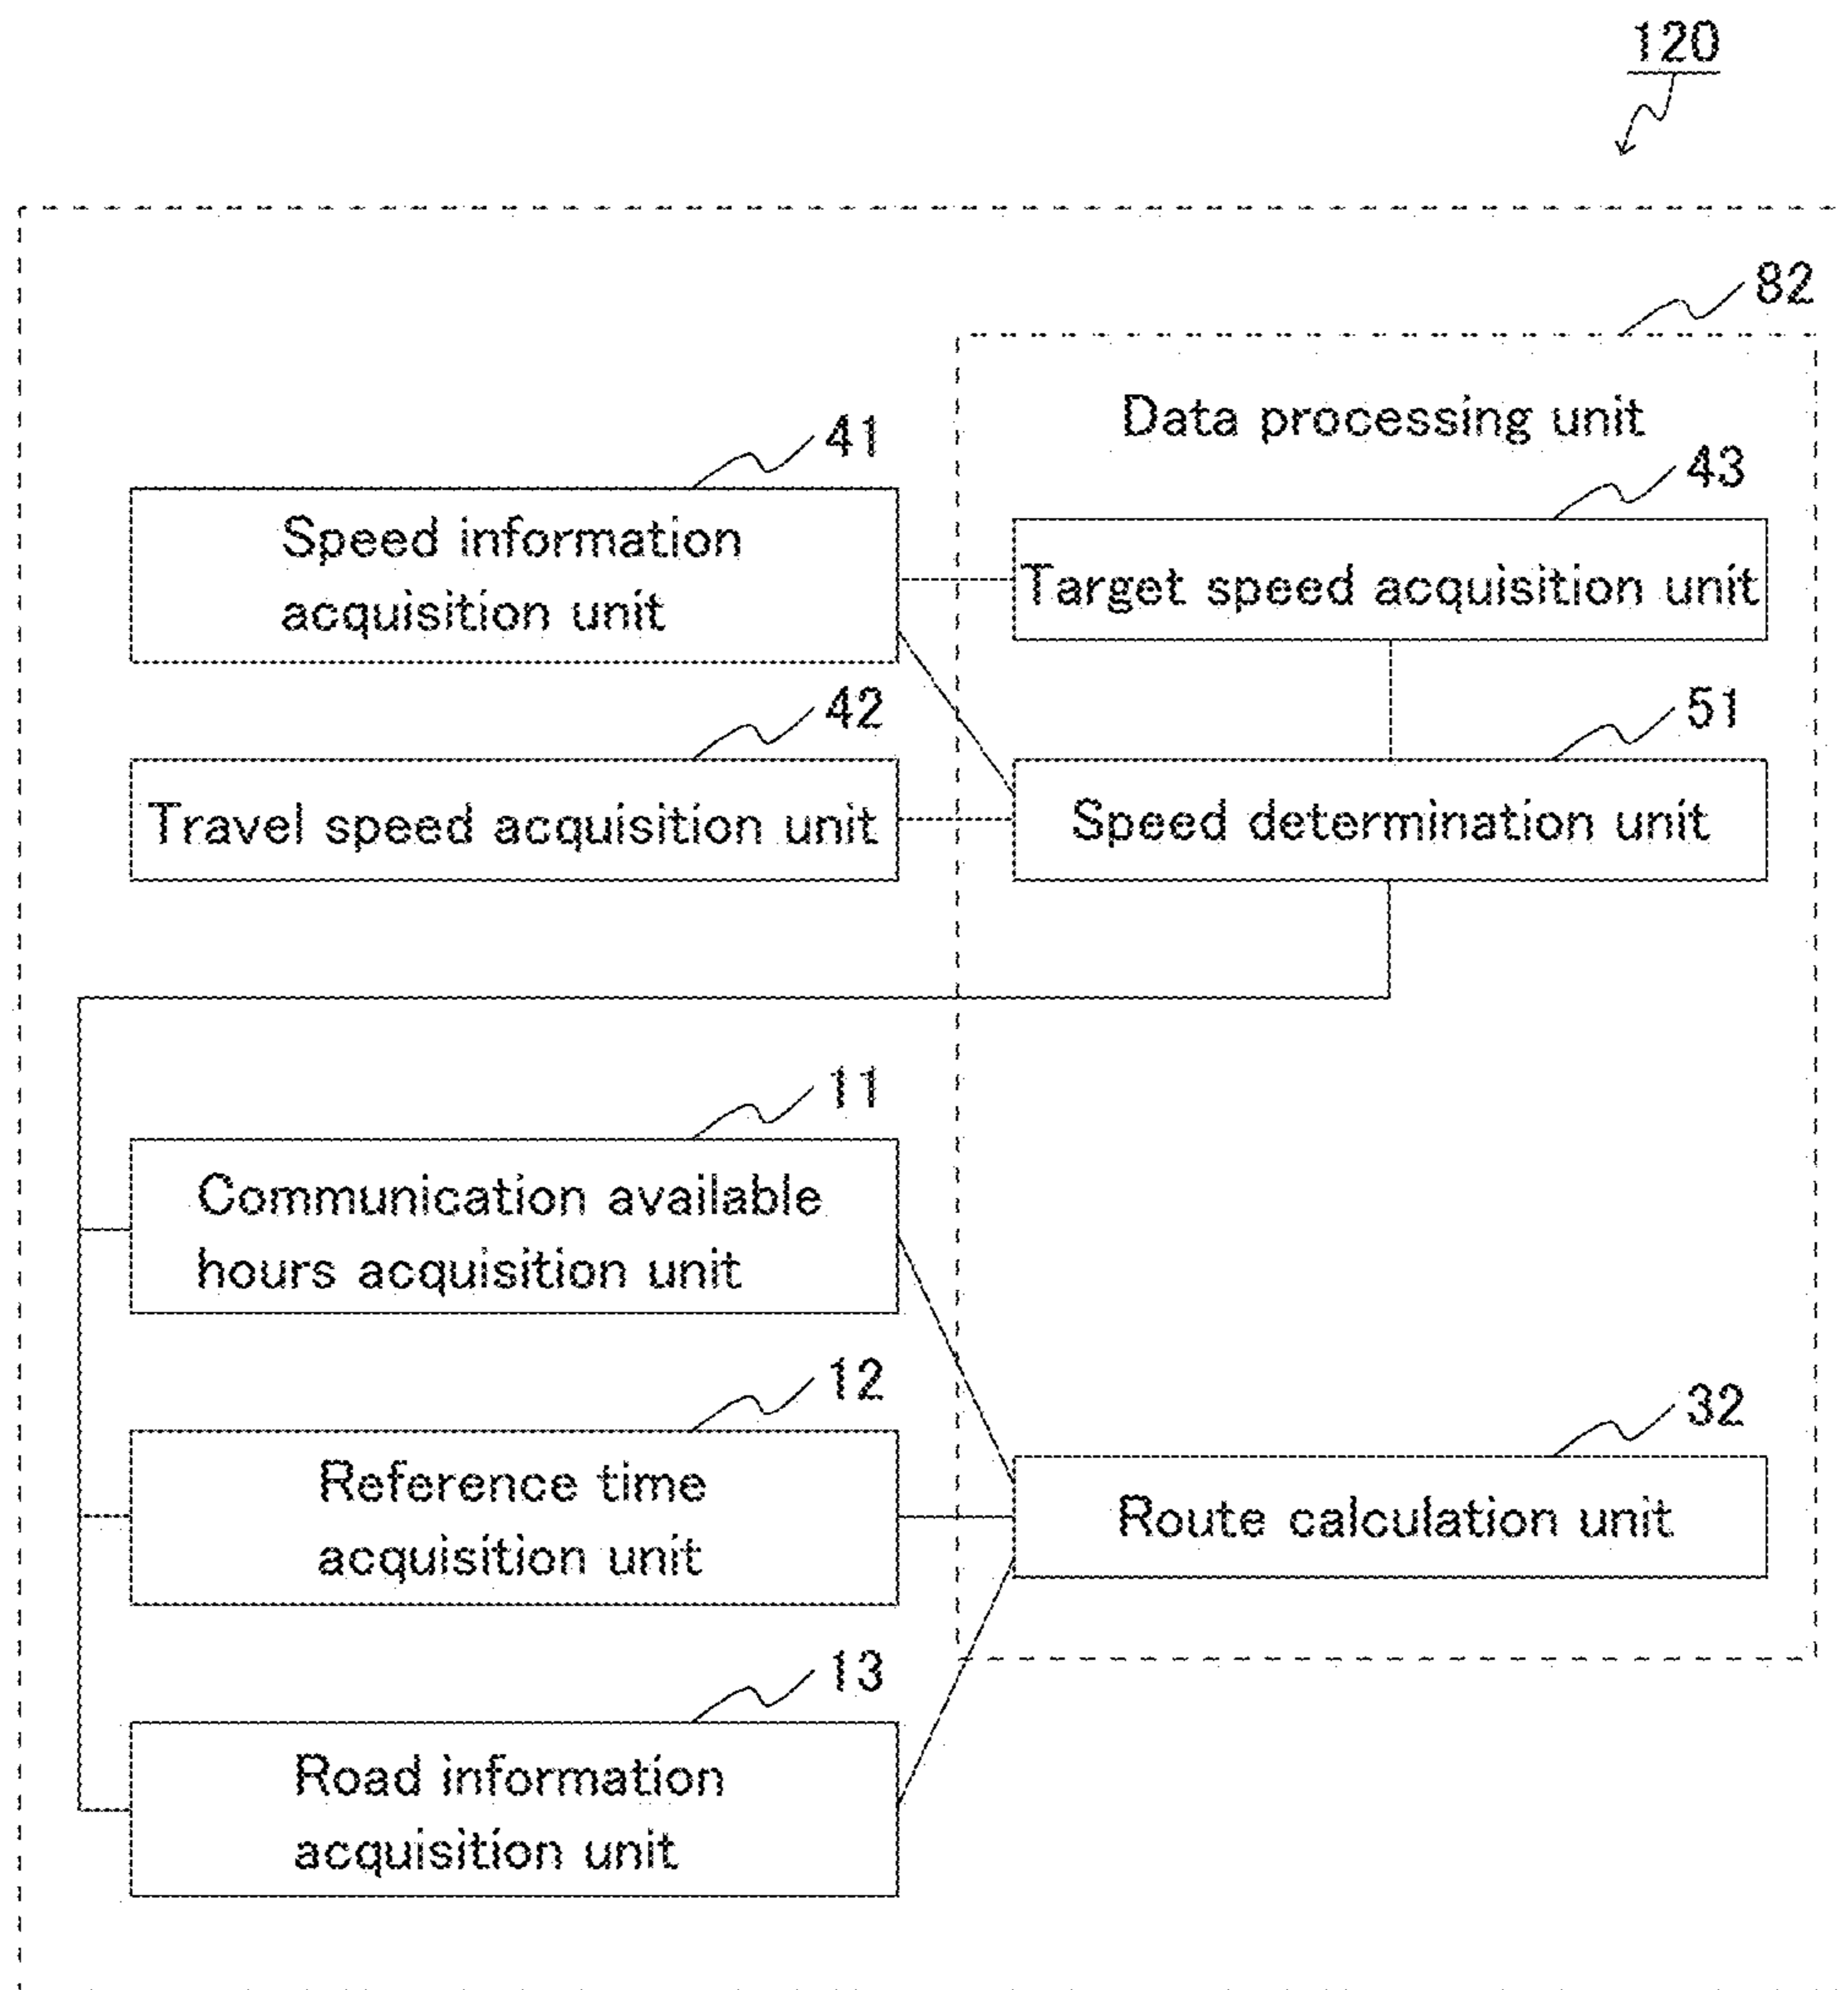 120
82
Data processing unit
41
Speed information
acquisition unit
43
Target speed acquisition unit
42
Travel speed acquisition unit
51
Speed determination unit
11
Communication available
hours acquisition unit
12
Reference time
acquisition unit
32
Route calculation unit
13
Road information
acquisition unit